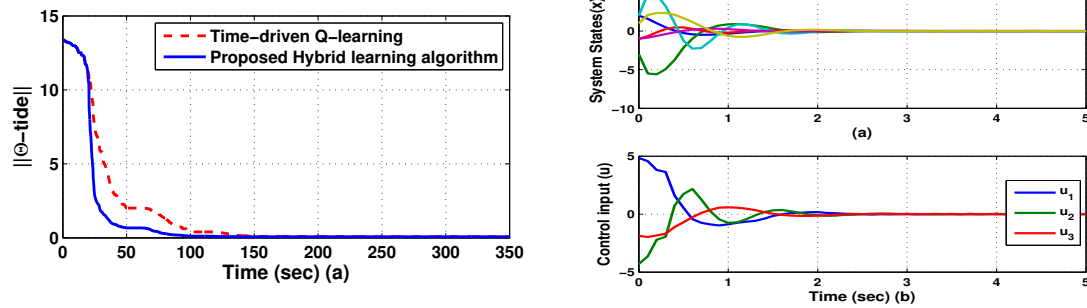 15
10
5
0
||Θ-tide||
Time-driven Q-learning
Proposed Hybrid learning algorithm
0 50 100 150 200 250 300 350
Time (sec) (a)
System States(x)
0
-5
-10
0 1 2 3 4 5
(a)
Control input (u)
5
0
-5
u1
u2
u3
0 1 2 3 4 5
Time (sec) (b)